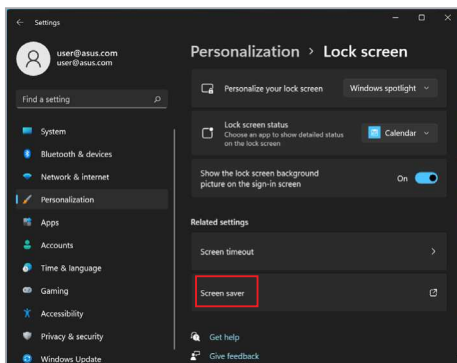 Settings
user@asus.com
user@asus.com
Find a setting
System
Bluetooth & devices
Network & internet
Personalization
Apps
Accounts
Time & language
Gaming
Accessibility
Privacy & security
Windows Update
Personalization > Lock screen
Personalize your lock screen
Windows spotlight
Lock screen status
Choose an app to show detailed status
on the lock screen
Calendar
Show the lock screen background
picture on the sign-in screen
On
Related settings
Screen timeout
Screen saver
Get help
Give feedback